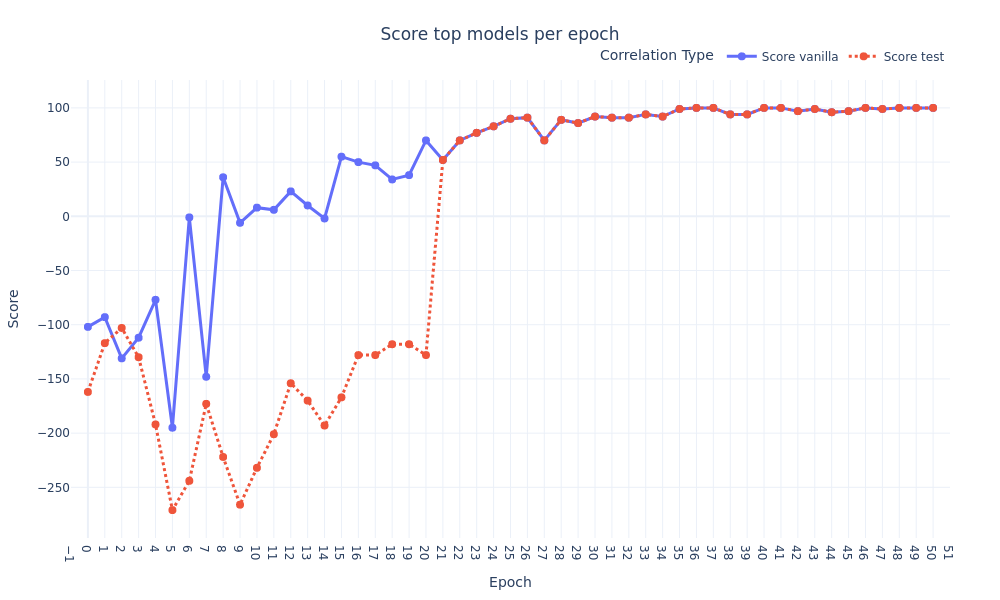 Score top models per epoch
Correlation Type Score vanilla Score test
100
50
0
−50
−100
−150
−200
−250
Score
−1 0 1 2 3 4 5 6 7 8 9 10 11 12 13 14 15 16 17 18 19 20 21 22 23 24 25 26 27 28 29 30 31 32 33 34 35 36 37 38 39 40 41 42 43 44 45 46 47 48 49 50 51
Epoch